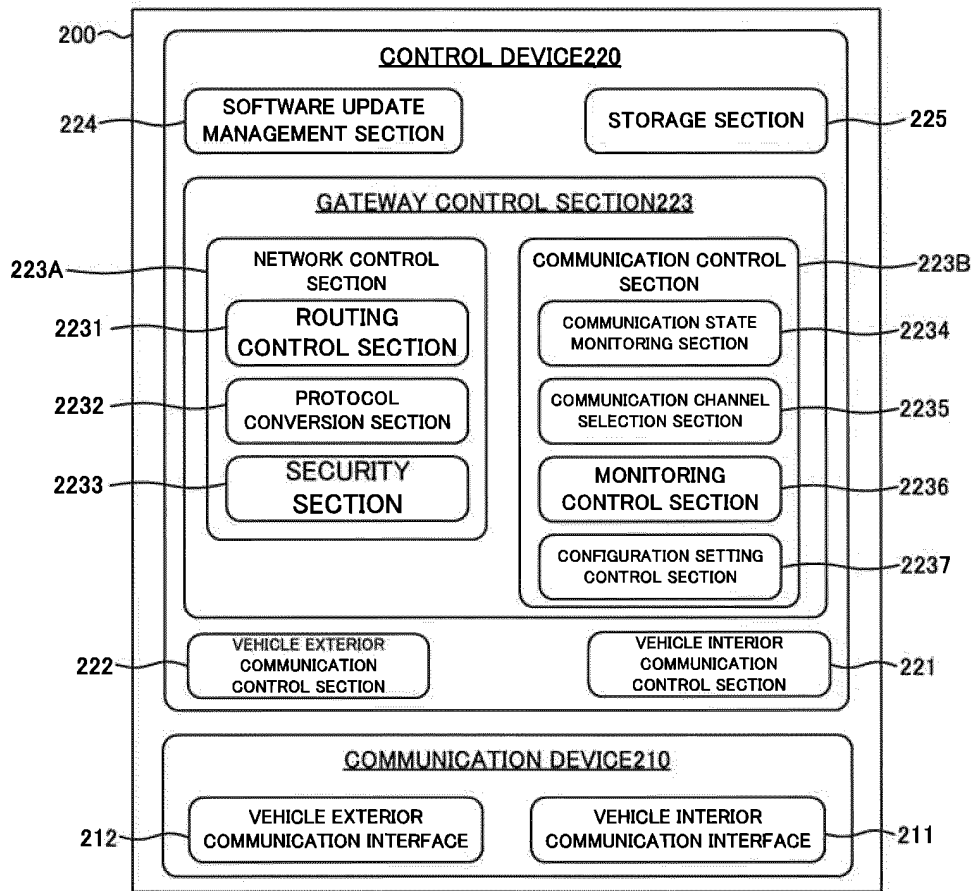 200
CONTROL DEVICE220
224
SOFTWARE UPDATE
MANAGEMENT SECTION
STORAGE SECTION
225
GATEWAY CONTROL SECTION223
223A
NETWORK CONTROL
SECTION
2231
ROUTING
CONTROL SECTION
2232
PROTOCOL
CONVERSION SECTION
2233
SECURITY
SECTION
COMMUNICATION CONTROL
SECTION
223B
COMMUNICATION STATE
MONITORING SECTION
2234
COMMUNICATION CHANNEL
SELECTION SECTION
2235
MONITORING
CONTROL SECTION
2236
CONFIGURATION SETTING
CONTROL SECTION
2237
222
VEHICLE EXTERIOR
COMMUNICATION
CONTROL SECTION
VEHICLE INTERIOR
COMMUNICATION
CONTROL SECTION
221
COMMUNICATION DEVICE210
212
VEHICLE EXTERIOR
COMMUNICATION INTERFACE
VEHICLE INTERIOR
COMMUNICATION INTERFACE
211